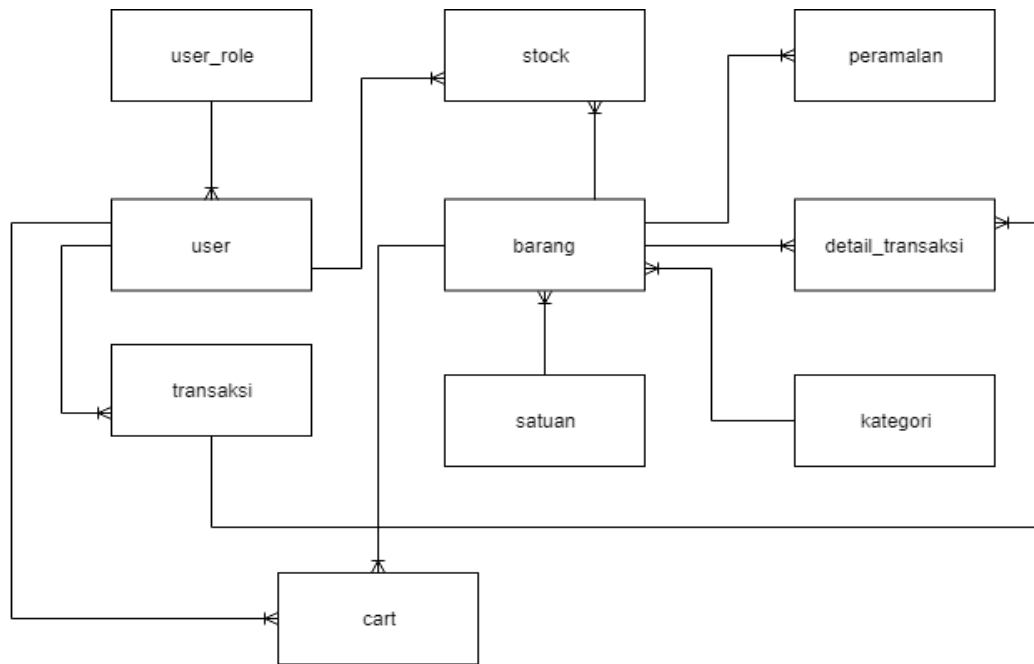 user_role
stock
peramalan
user
barang
detail_transaksi
transaksi
satuan
kategori
cart